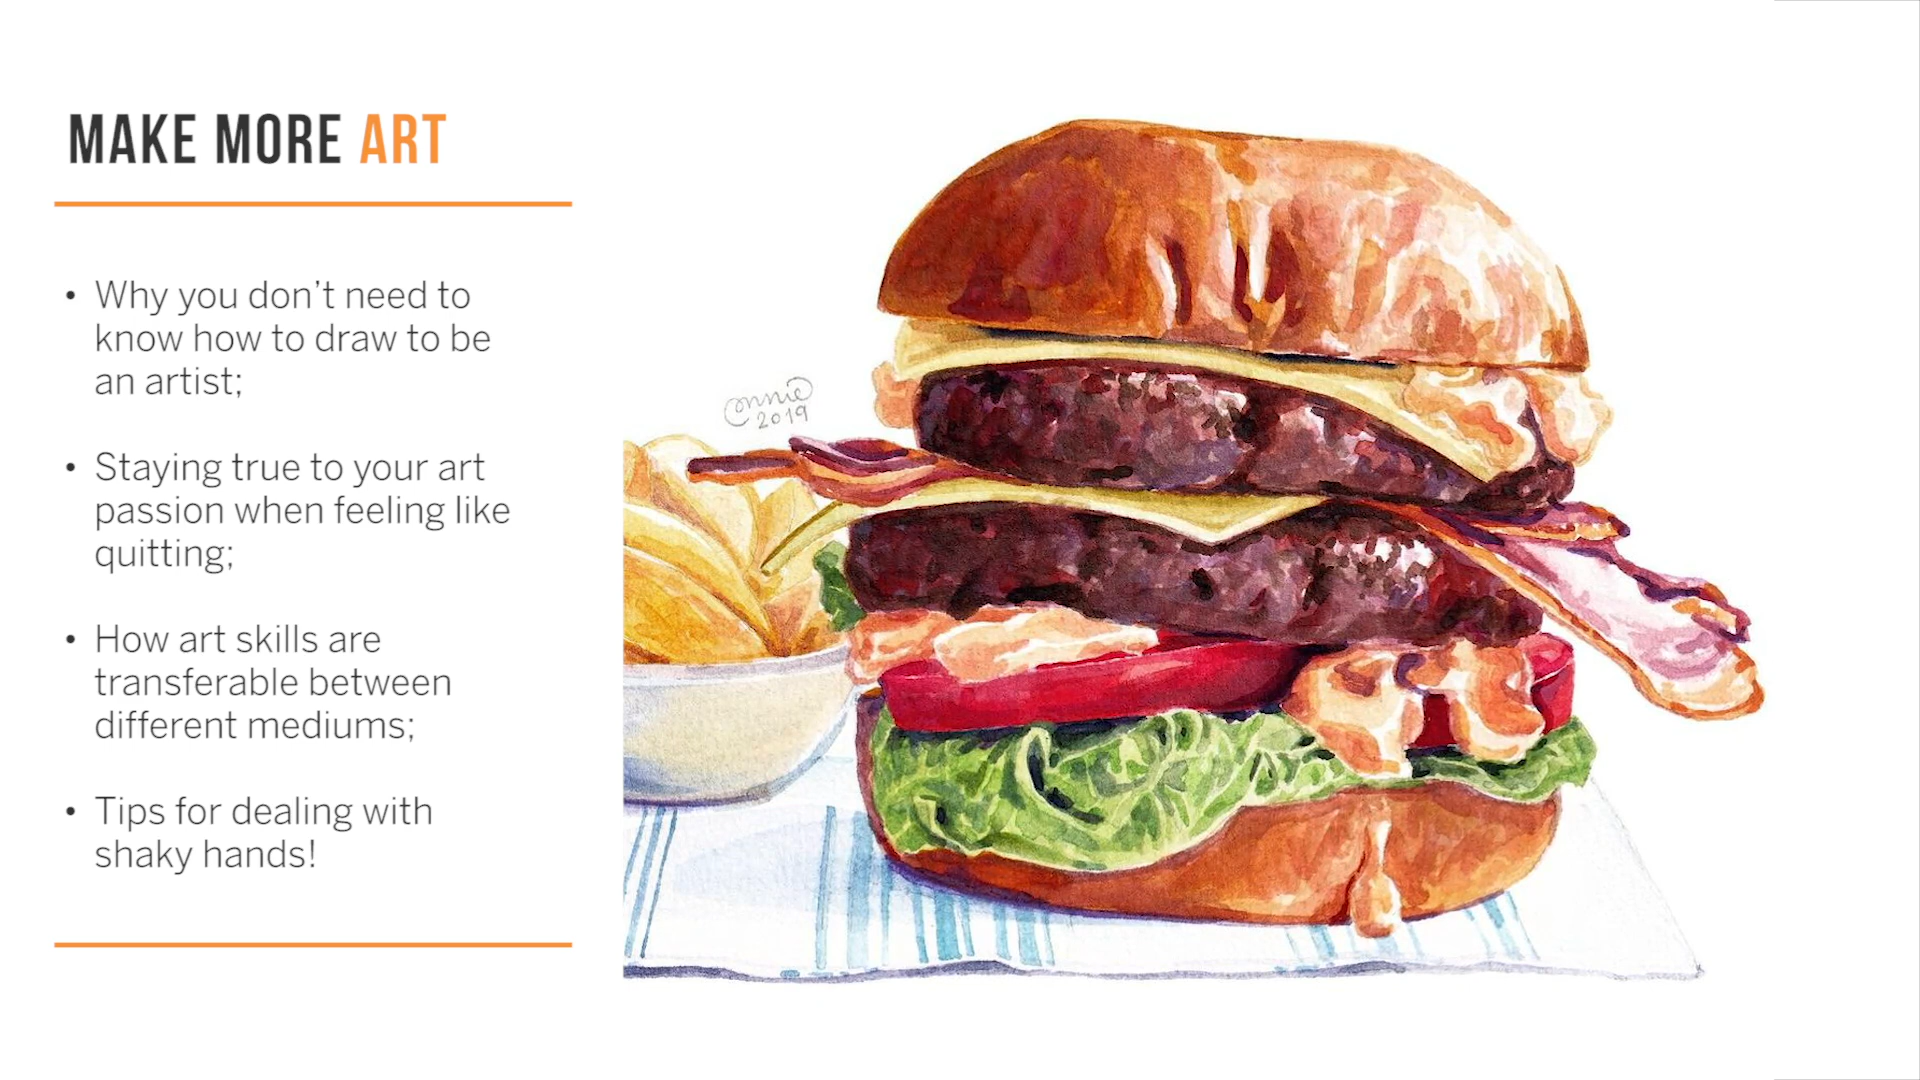 MAKE MORE ART
• Why you don't need to
know how to draw to be
an artist;
• Staying true to your art
passion when feeling like
quitting;
• How art skills are
transferable between
different mediums;
• Tips for dealing with
shaky hands!
Connie
2019